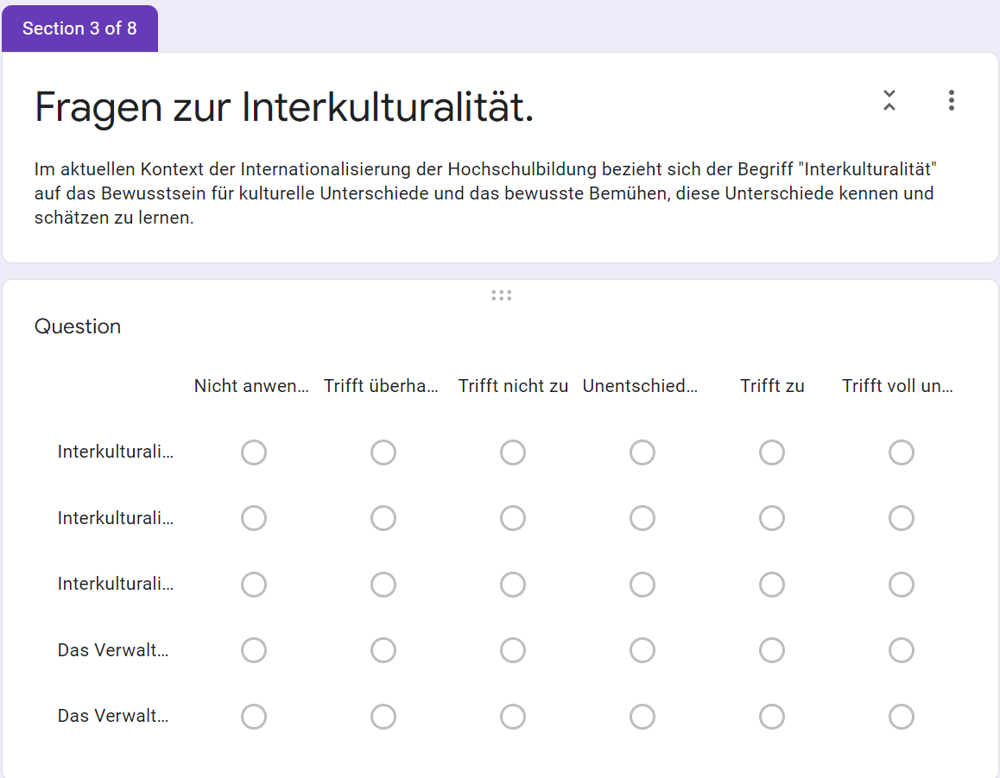 Section 3 of 8
Fragen zur Interkulturalität.
Im aktuellen Kontext der Internationalisierung der Hochschulbildung bezieht sich der Begriff "Interkulturalität"
auf das Bewusstsein für kulturelle Unterschiede und das bewusste Bemühen, diese Unterschiede kennen und
schätzen zu lernen.
Question
Nicht anwen... Trifft überha... Trifft nicht zu Unentschied... Trifft zu Trifft voll un...
Interkulturali...
Interkulturali...
Interkulturali...
Das Verwalt...
Das Verwalt...